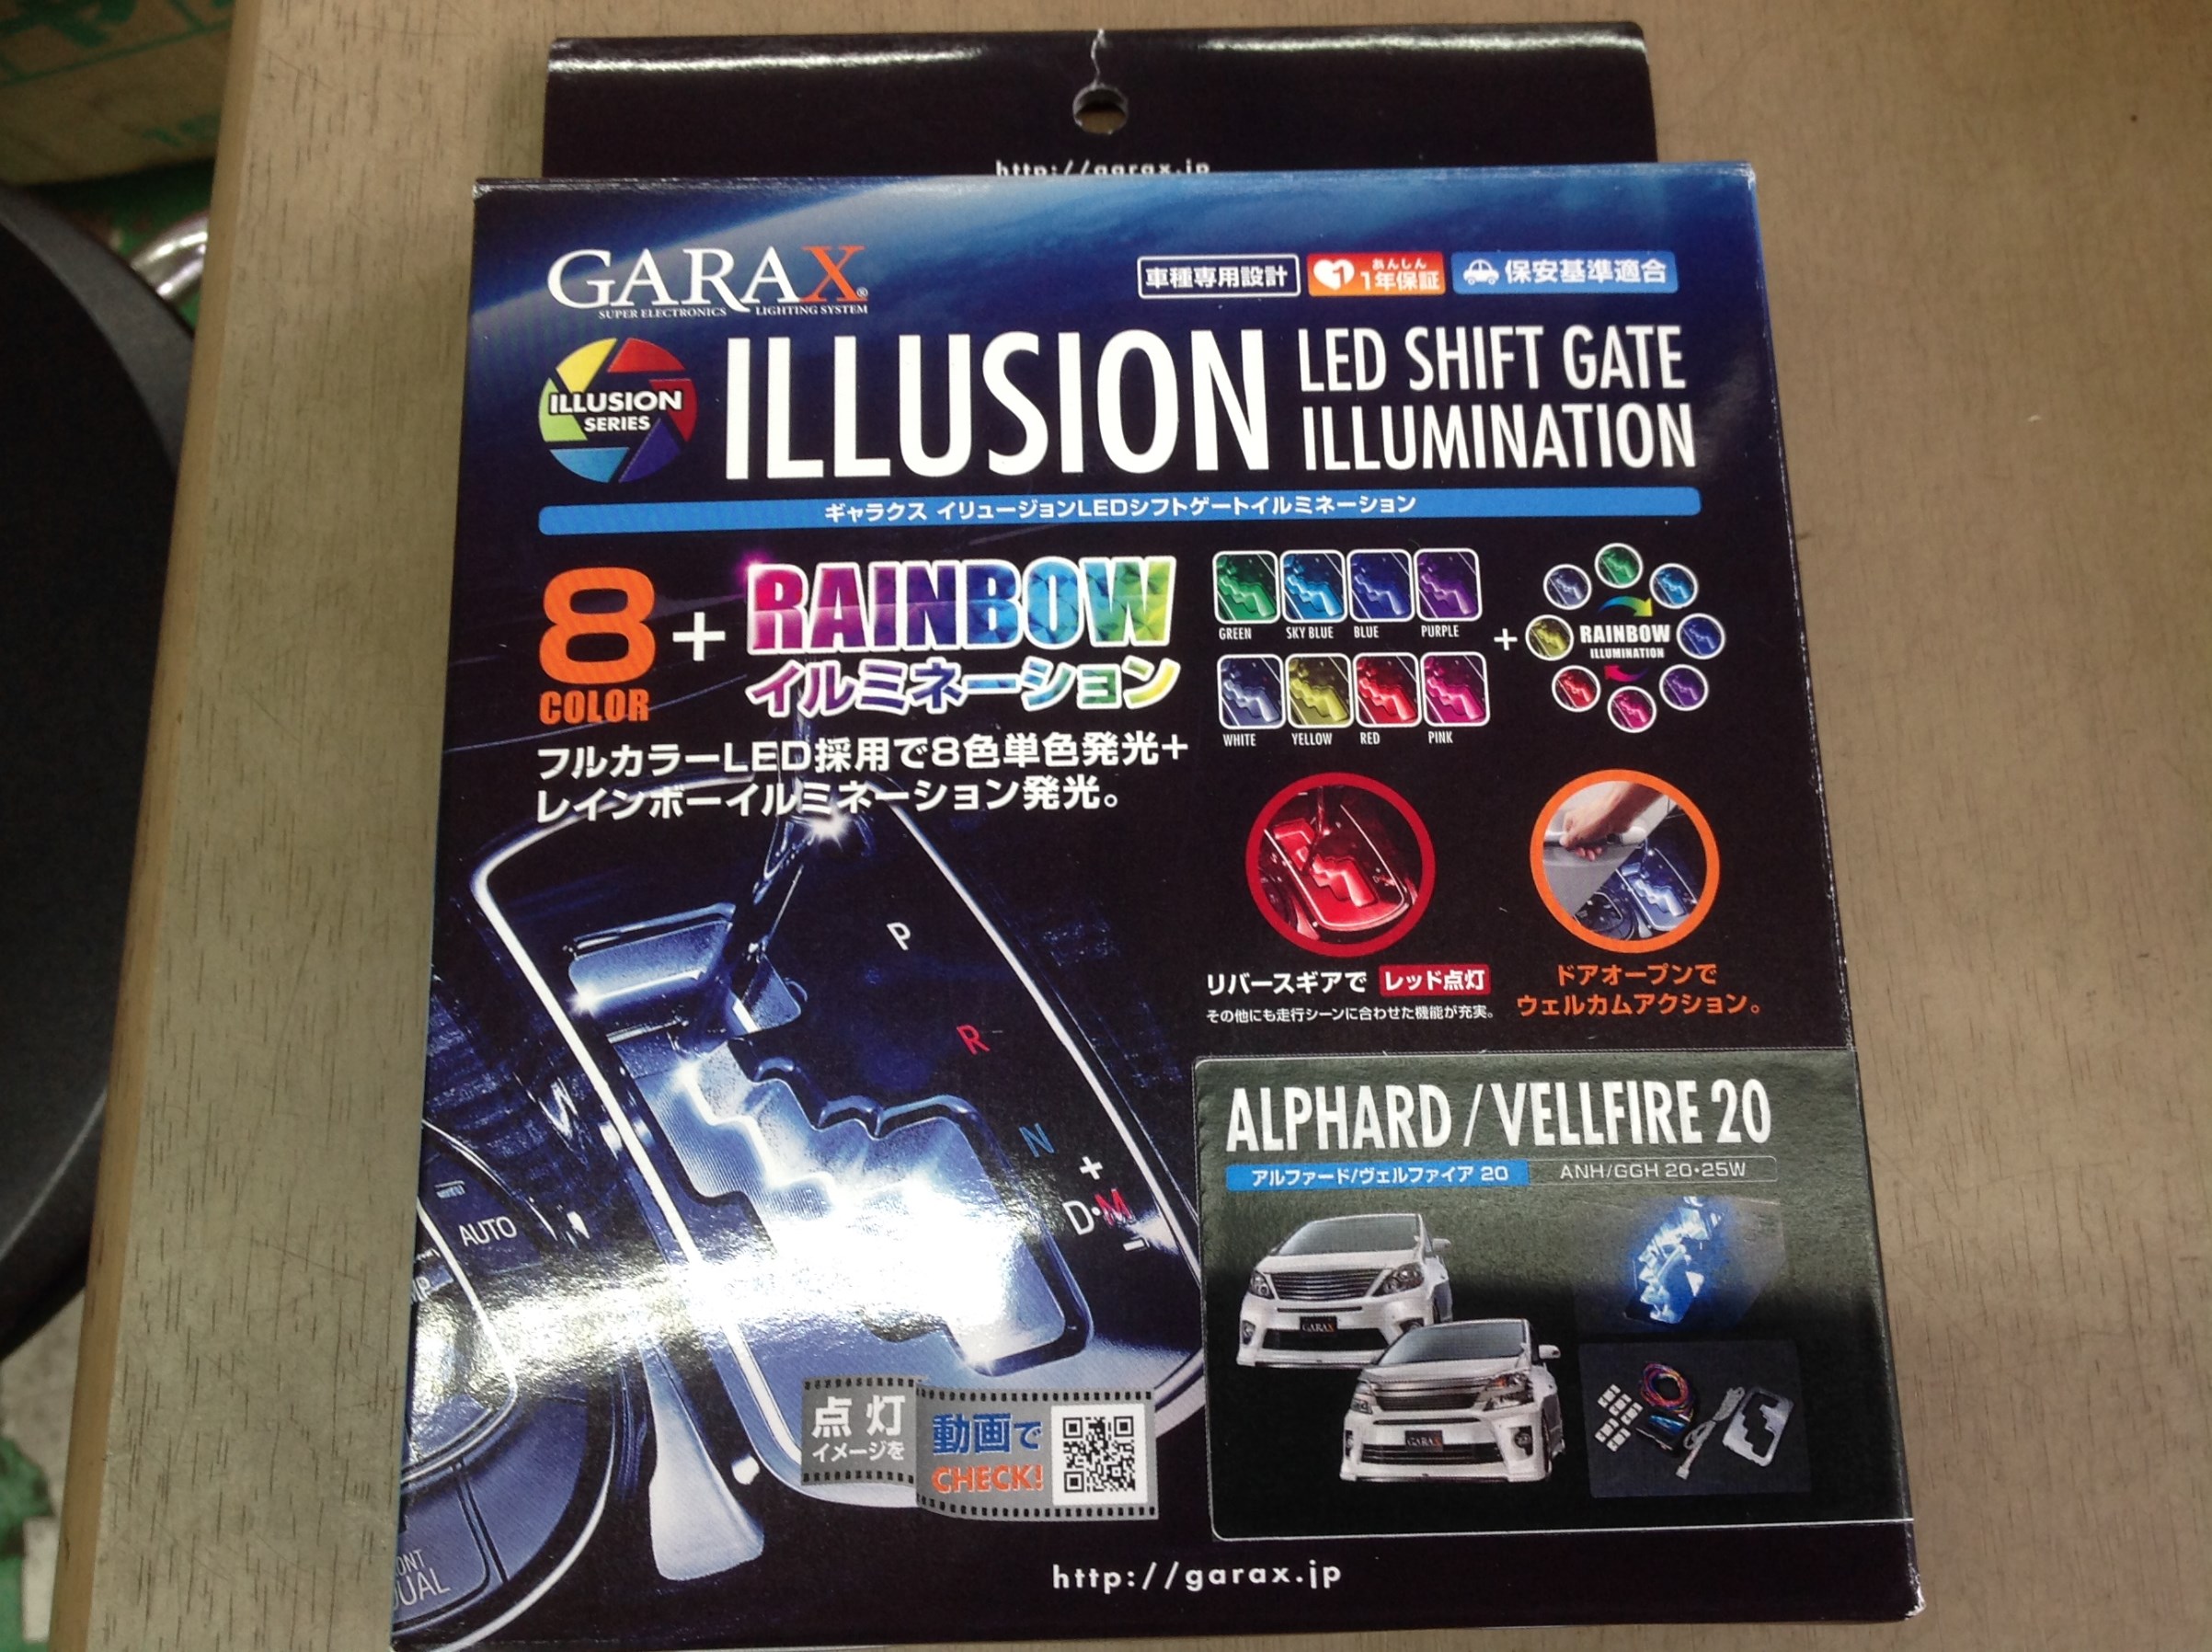 http://garax.jp
GARAX®
SUPER ELECTRONICS LIGHTING SYSTEM
車種専用設計
あんしん
1
1年保証
保安基準適合
ILLUSION
SERIES
ILLUSION
LED SHIFT GATE
ILLUMINATION
ギャラクス イリュージョンLEDシフトゲートイルミネーション
8
COLOR
+
RAINBOW
イルミネーション
GREEN SKY BLUE BLUE PURPLE
WHITE YELLOW RED PINK
+
RAINBOW
ILLUMINATION
フルカラーLED採用で8色単色発光+
レインボーイルミネーション発光。
リバースギアで レッド点灯
その他にも走行シーンに合わせた機能が充実。
ドアオープンで
ウェルカムアクション。
P
R
N
+
D・M
−
AUTO
DUAL
ALPHARD / VELLFIRE 20
アルファード/ヴェルファイア 20
ANH/GGH 20・25W
GARAX
GARAX
点灯
イメージを
動画で
CHECK!
http://garax.jp